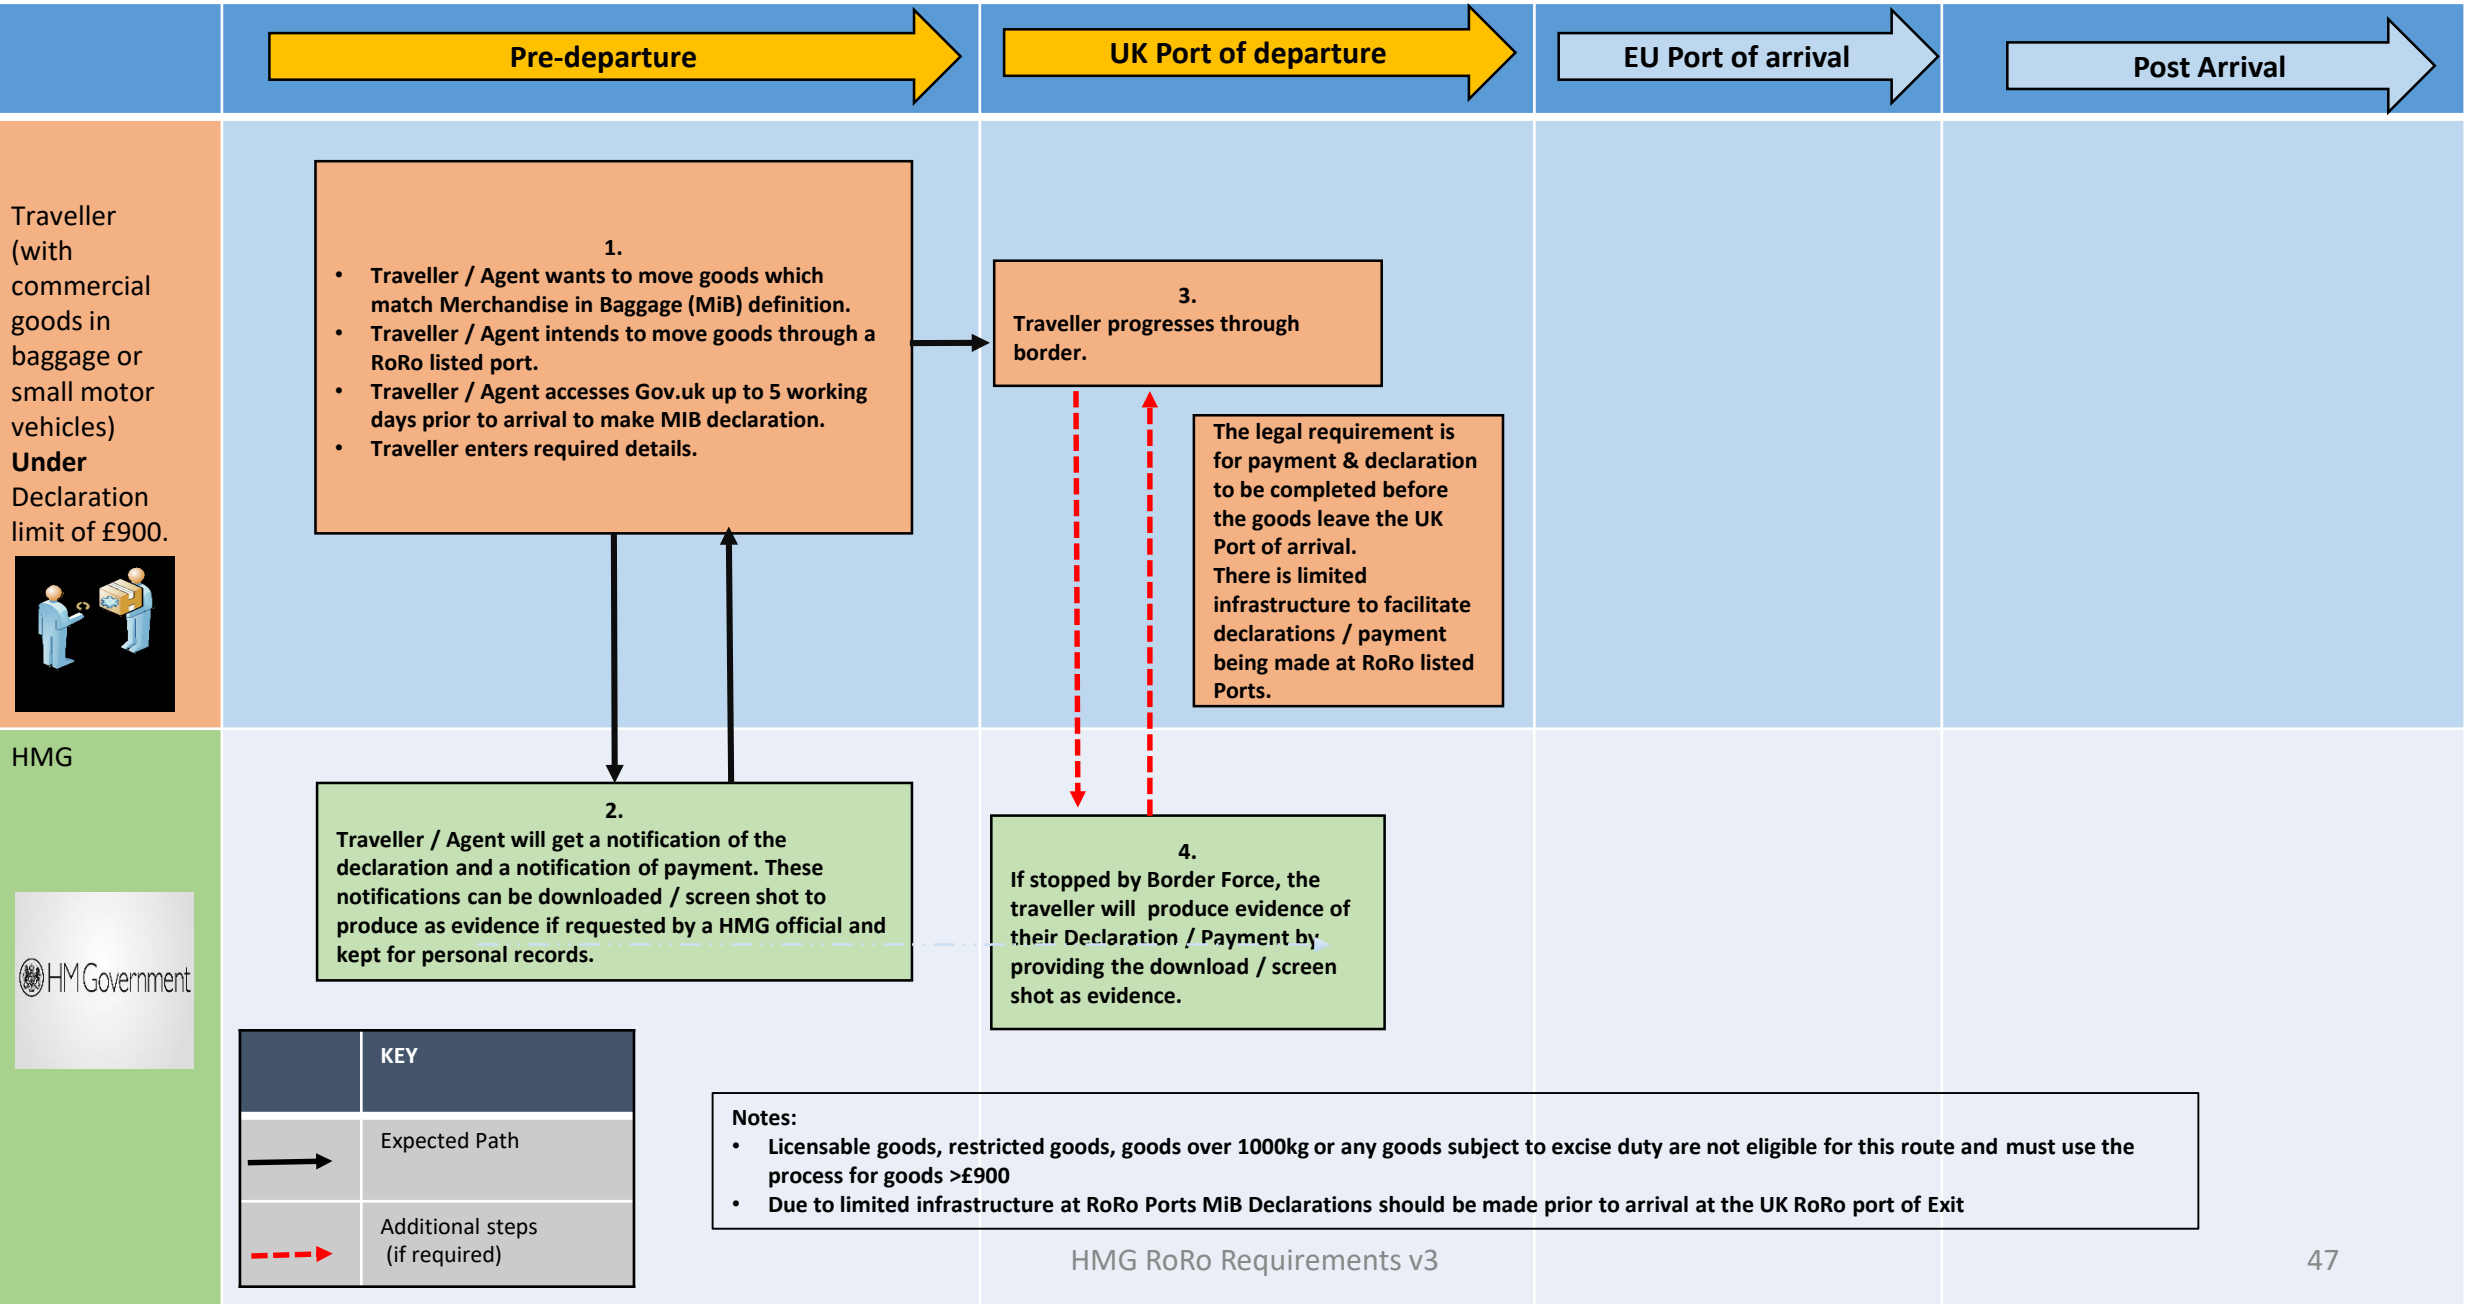 Pre-departure
UK Port of departure
EU Port of arrival
Post Arrival
Traveller
(with
commercial
goods in
baggage or
small motor
vehicles)
Under
Declaration
limit of £900.
1.
• Traveller / Agent wants to move goods which
match Merchandise in Baggage (MiB) definition.
• Traveller / Agent intends to move goods through a
RoRo listed port.
• Traveller / Agent accesses Gov.uk up to 5 working
days prior to arrival to make MIB declaration.
• Traveller enters required details.
3.
Traveller progresses through
border.
The legal requirement is
for payment & declaration
to be completed before
the goods leave the UK
Port of arrival.
There is limited
infrastructure to facilitate
declarations / payment
being made at RoRo listed
Ports.
HMG
HM Government
2.
Traveller / Agent will get a notification of the
declaration and a notification of payment. These
notifications can be downloaded / screen shot to
produce as evidence if requested by a HMG official and
kept for personal records.
4.
If stopped by Border Force, the
traveller will  produce evidence of
their Declaration / Payment by
providing the download / screen
shot as evidence.
KEY
Expected Path
Additional steps
(if required)
Notes:
• Licensable goods, restricted goods, goods over 1000kg or any goods subject to excise duty are not eligible for this route and must use the
process for goods >£900
• Due to limited infrastructure at RoRo Ports MiB Declarations should be made prior to arrival at the UK RoRo port of Exit
HMG RoRo Requirements v3
47